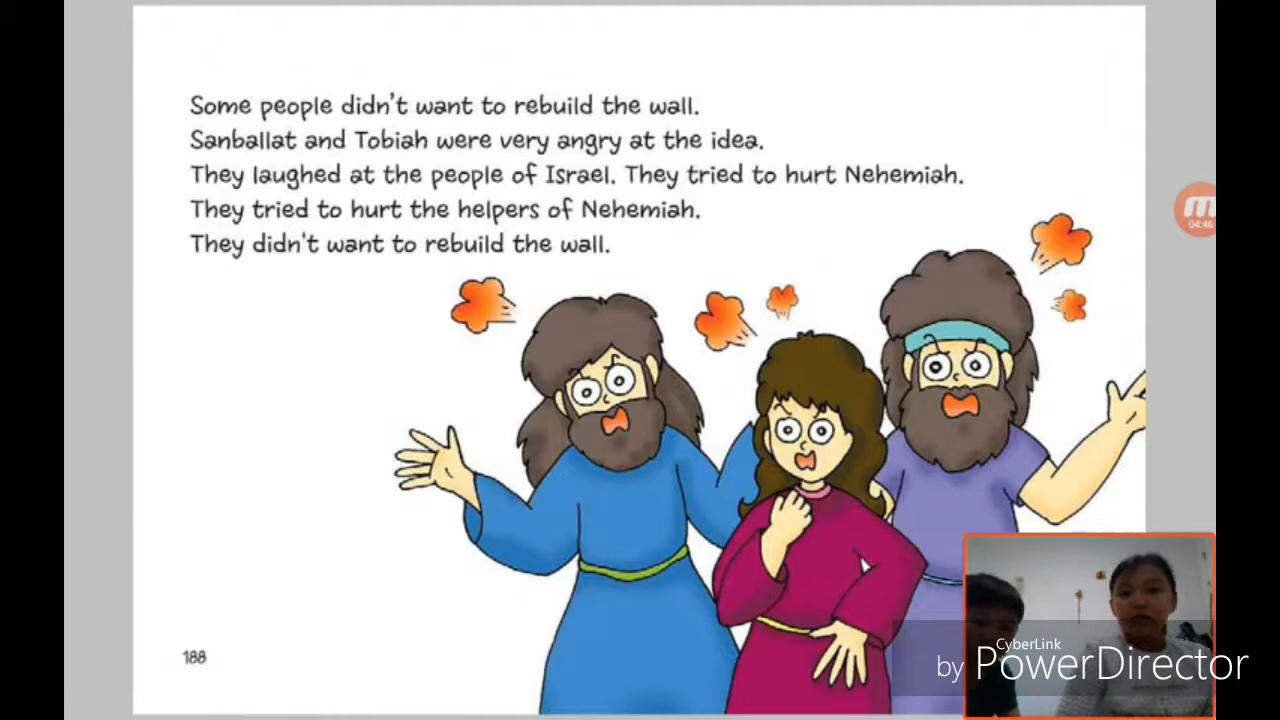 Some people didn't want to rebuild the wall.
Sanballat and Tobiah were very angry at the idea.
They laughed at the people of Israel. They tried to hurt Nehemiah.
They tried to hurt the helpers of Nehemiah.
They didn't want to rebuild the wall.
04:46
188
CyberLink
by PowerDirector